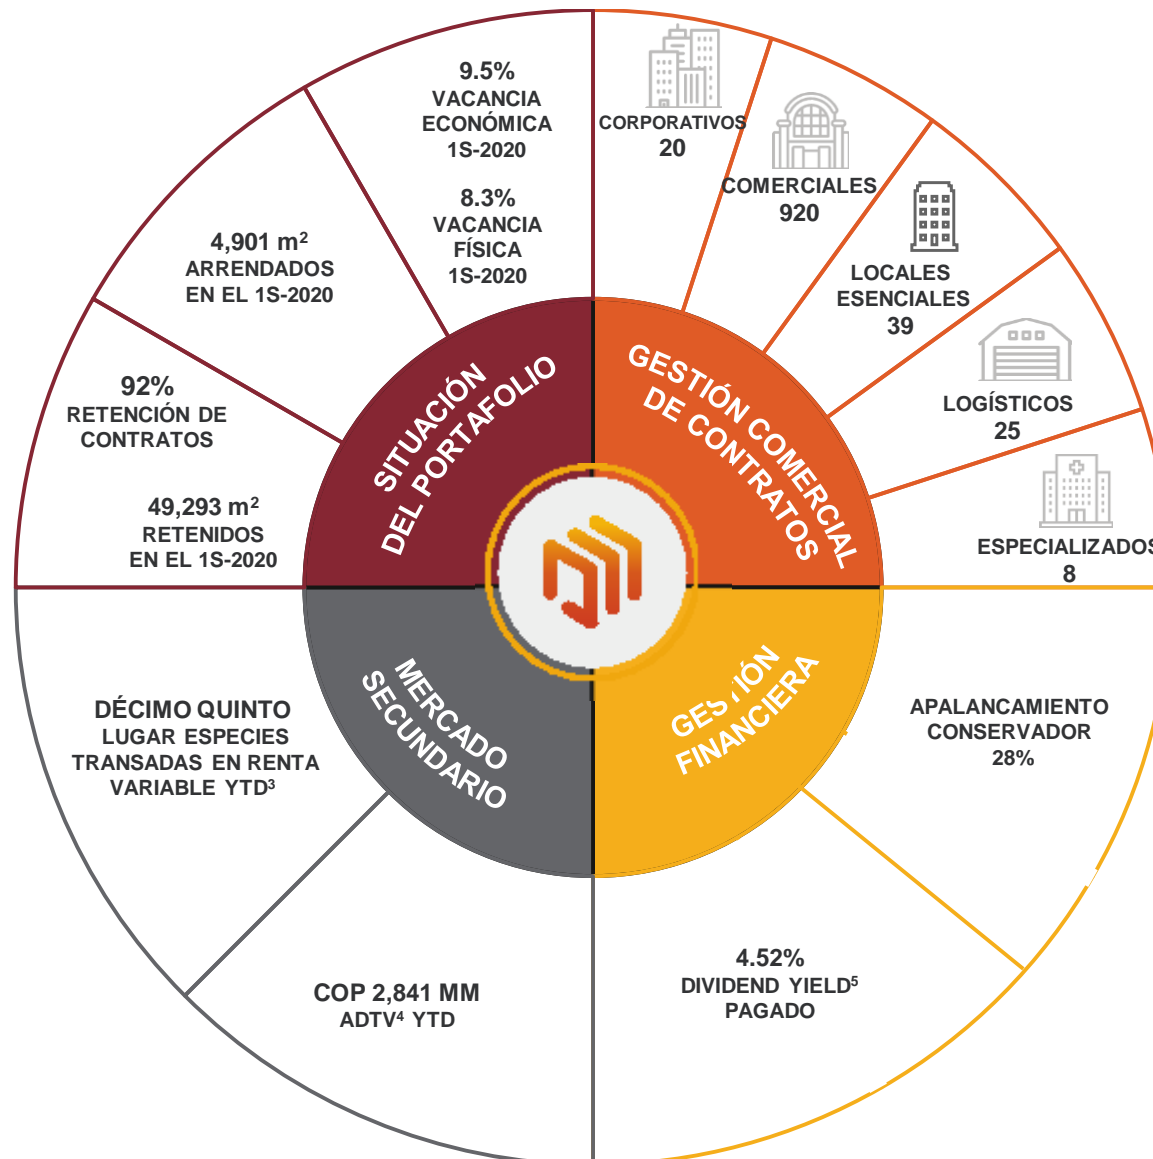 9.5%
VACANCIA
ECONÓMICA
1S-2020
8.3%
VACANCIA
FÍSICA
1S-2020
4,901 m²
ARRENDADOS
EN EL 1S-2020
92%
RETENCIÓN DE
CONTRATOS
49,293 m²
RETENIDOS
EN EL 1S-2020
SITUACIÓN
DEL PORTAFOLIO
CORPORATIVOS
20
COMERCIALES
920
LOCALES
ESENCIALES
39
LOGÍSTICOS
25
ESPECIALIZADOS
8
GESTIÓN COMERCIAL
DE CONTRATOS
MERCADO
SECUNDARIO
DÉCIMO QUINTO
LUGAR ESPECIES
TRANSADAS EN RENTA
VARIABLE YTD³
COP 2,841 MM
ADTV⁴ YTD
GESTIÓN
FINANCIERA
APALANCAMIENTO
CONSERVADOR
28%
4.52%
DIVIDEND YIELD⁵
PAGADO